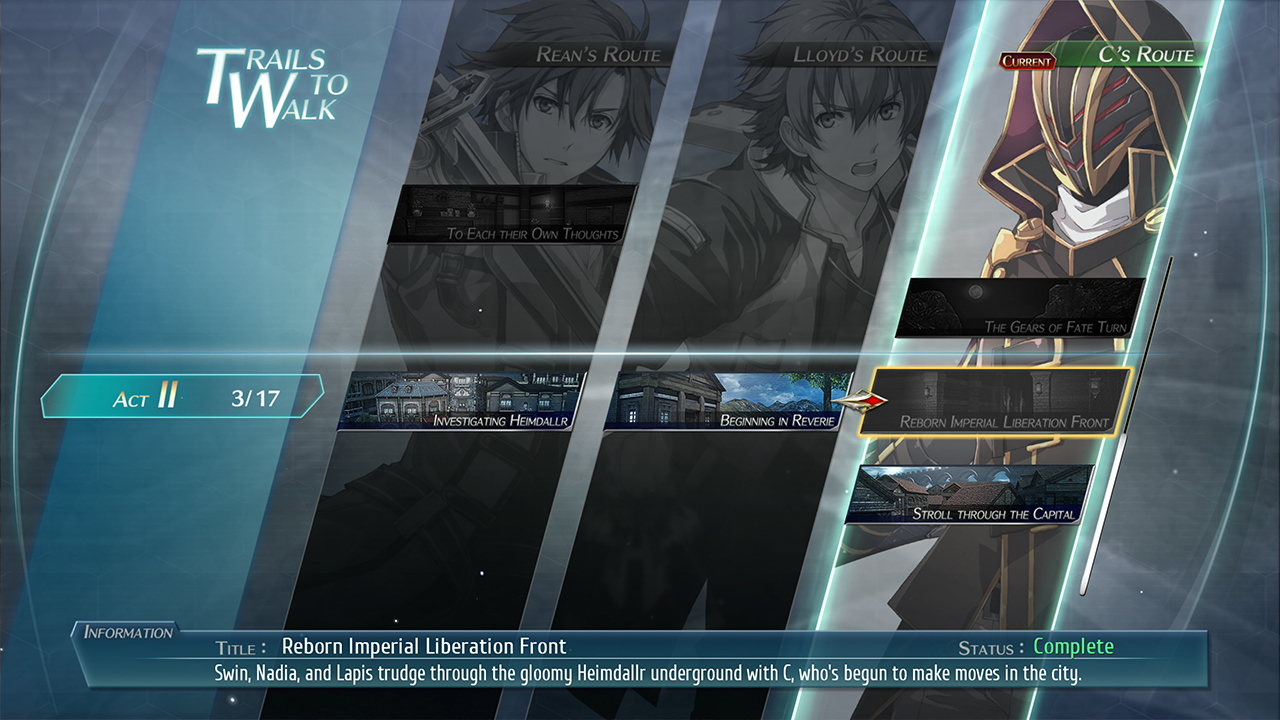 TRAILS
TO
WALK
REAN'S ROUTE
LLOYD'S ROUTE
CURRENT
C'S ROUTE
TO EACH THEIR OWN THOUGHTS
THE GEARS OF FATE TURN
ACT II 3/17
INVESTIGATING HEIMDALLR
BEGINNING IN REVERIE
REBORN IMPERIAL LIBERATION FRONT
STROLL THROUGH THE CAPITAL
INFORMATION
TITLE : Reborn Imperial Liberation Front
STATUS : Complete
Swin, Nadia, and Lapis trudge through the gloomy Heimdallr underground with C, who's begun to make moves in the city.